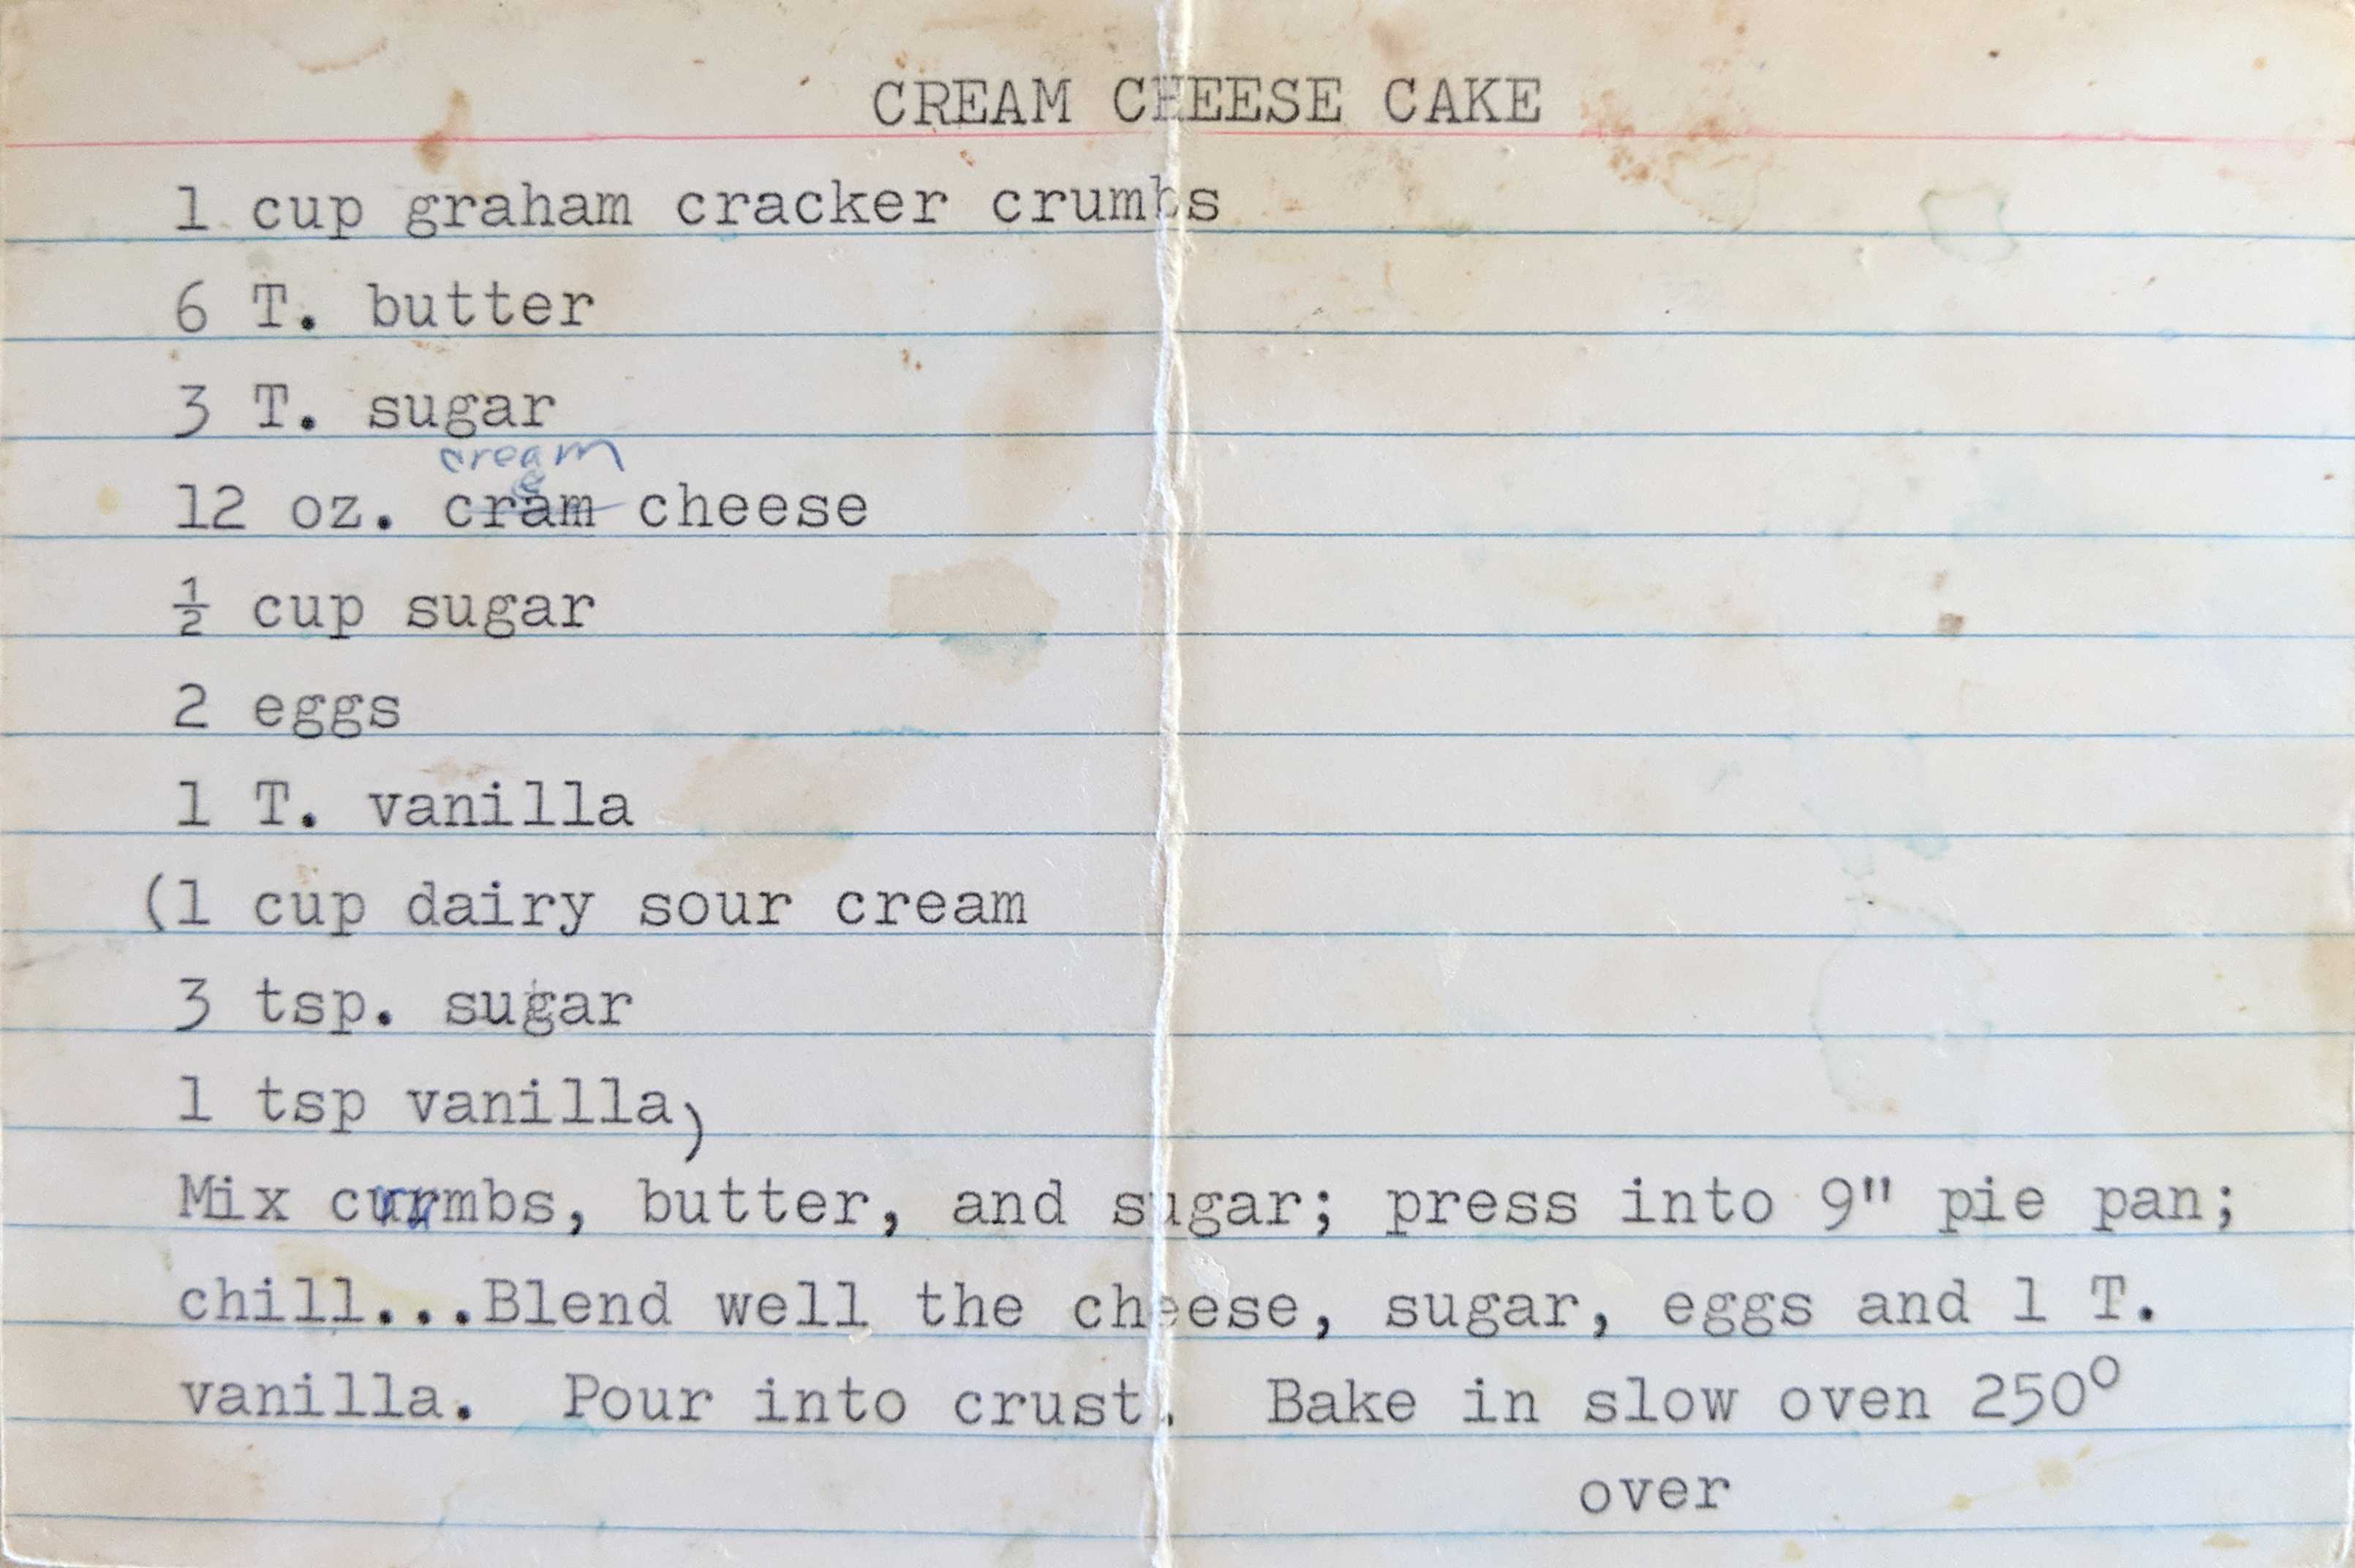 CREAM CHEESE CAKE
1 cup graham cracker crumbs
6 T. butter
3 T. sugar
cream
12 oz. cram cheese
½ cup sugar
2 eggs
1 T. vanilla
(1 cup dairy sour cream
3 tsp. sugar
1 tsp vanilla)
Mix curmbs, butter, and sugar; press into 9" pie pan;
chill...Blend well the cheese, sugar, eggs and 1 T.
vanilla.  Pour into crust.  Bake in slow oven 250°
over